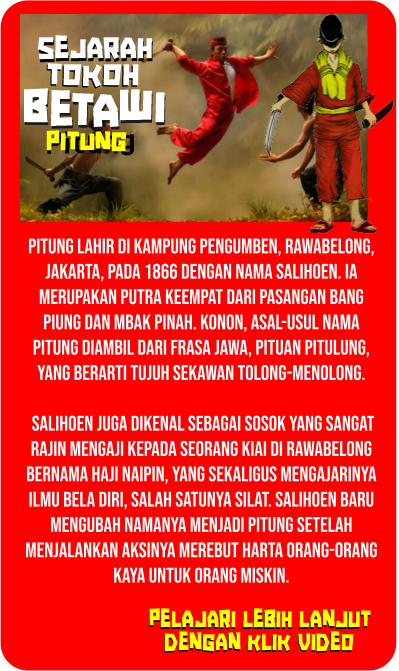 SEJARAH
TOKOH
BETAWI
PITUNG
PITUNG LAHIR DI KAMPUNG PENGUMBEN, RAWABELONG,
JAKARTA, PADA 1866 DENGAN NAMA SALIHOEN. IA
MERUPAKAN PUTRA KEEMPAT DARI PASANGAN BANG
PIUNG DAN MBAK PINAH. KONON, ASAL-USUL NAMA
PITUNG DIAMBIL DARI FRASA JAWA, PITUAN PITULUNG,
YANG BERARTI TUJUH SEKAWAN TOLONG-MENOLONG.
SALIHOEN JUGA DIKENAL SEBAGAI SOSOK YANG SANGAT
RAJIN MENGAJI KEPADA SEORANG KIAI DI RAWABELONG
BERNAMA HAJI NAIPIN, YANG SEKALIGUS MENGAJARINYA
ILMU BELA DIRI, SALAH SATUNYA SILAT. SALIHOEN BARU
MENGUBAH NAMANYA MENJADI PITUNG SETELAH
MENJALANKAN AKSINYA MEREBUT HARTA ORANG-ORANG
KAYA UNTUK ORANG MISKIN.
PELAJARI LEBIH LANJUT
DENGAN KLIK VIDEO